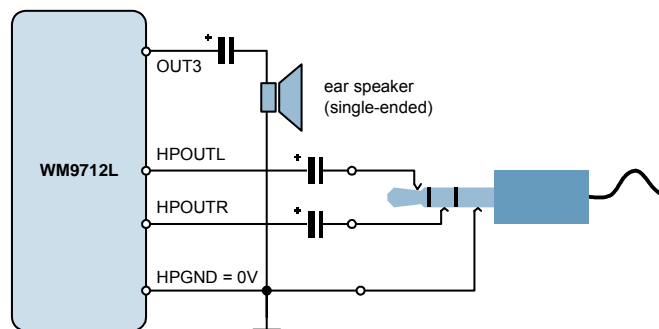 OUT3
ear speaker
(single-ended)
HPOUTL
WM9712L
HPOUTR
HPGND = 0V
+
+
+